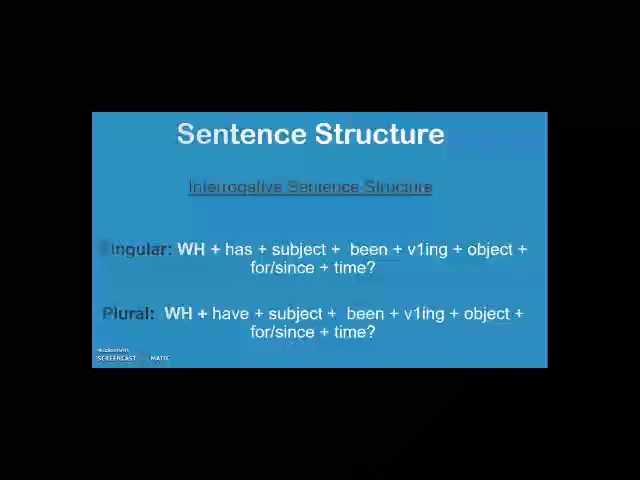 Sentence Structure
Interrogative Sentence Structure
Singular: WH + has + subject + been + v1ing + object +
for/since + time?
Plural: WH + have + subject + been + v1ing + object +
for/since + time?
SCREENCAST MATIC